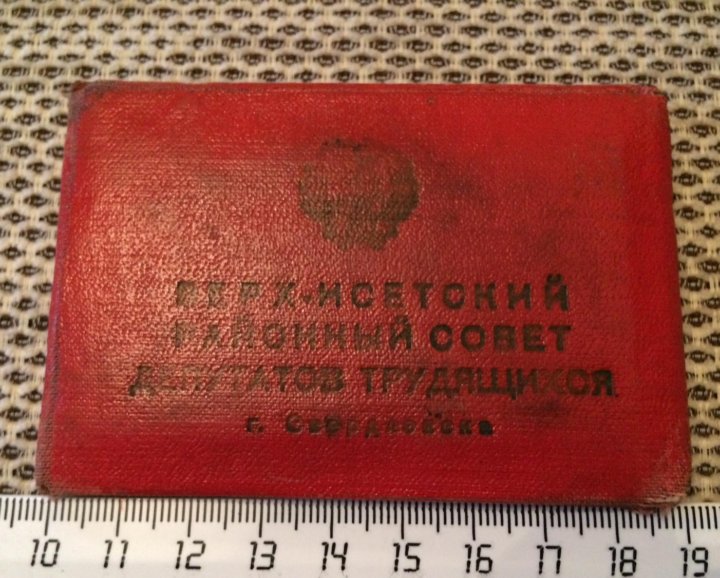 ВЕРХ-ИСЕТСКИЙ
РАЙОННЫЙ СОВЕТ
ДЕПУТАТОВ ТРУДЯЩИХСЯ
г. Свердловска
10 11 12 13 14 15 16 17 18 19